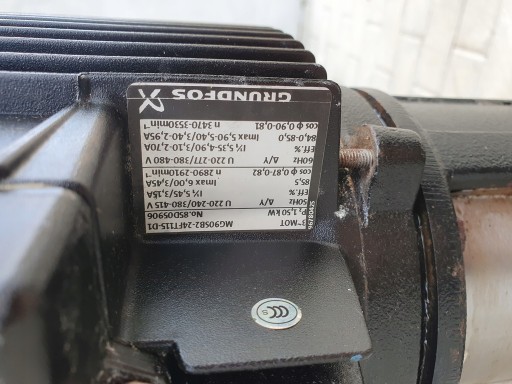 3~MOT MG90SB2-24FT115-D1
P₂ 1,50 kW No.85D05906
50Hz U 220-240/380-415 V
Δ/Y I₁/₁ 5,45/3,15A
Eff.% Imax 6,00/3,45A
85,5 cos φ 0,87-0,82
n 2890-2910min⁻¹
60Hz U 220-277/380-480 V
Δ/Y I₁/₁ 5,35-4,90/3,10-2,70A
Eff.% Imax 5,90-5,40/3,40-2,95A
84,0-85,0 cos φ 0,90-0,81
n 3470-3530min⁻¹
GRUNDFOS
CCC S